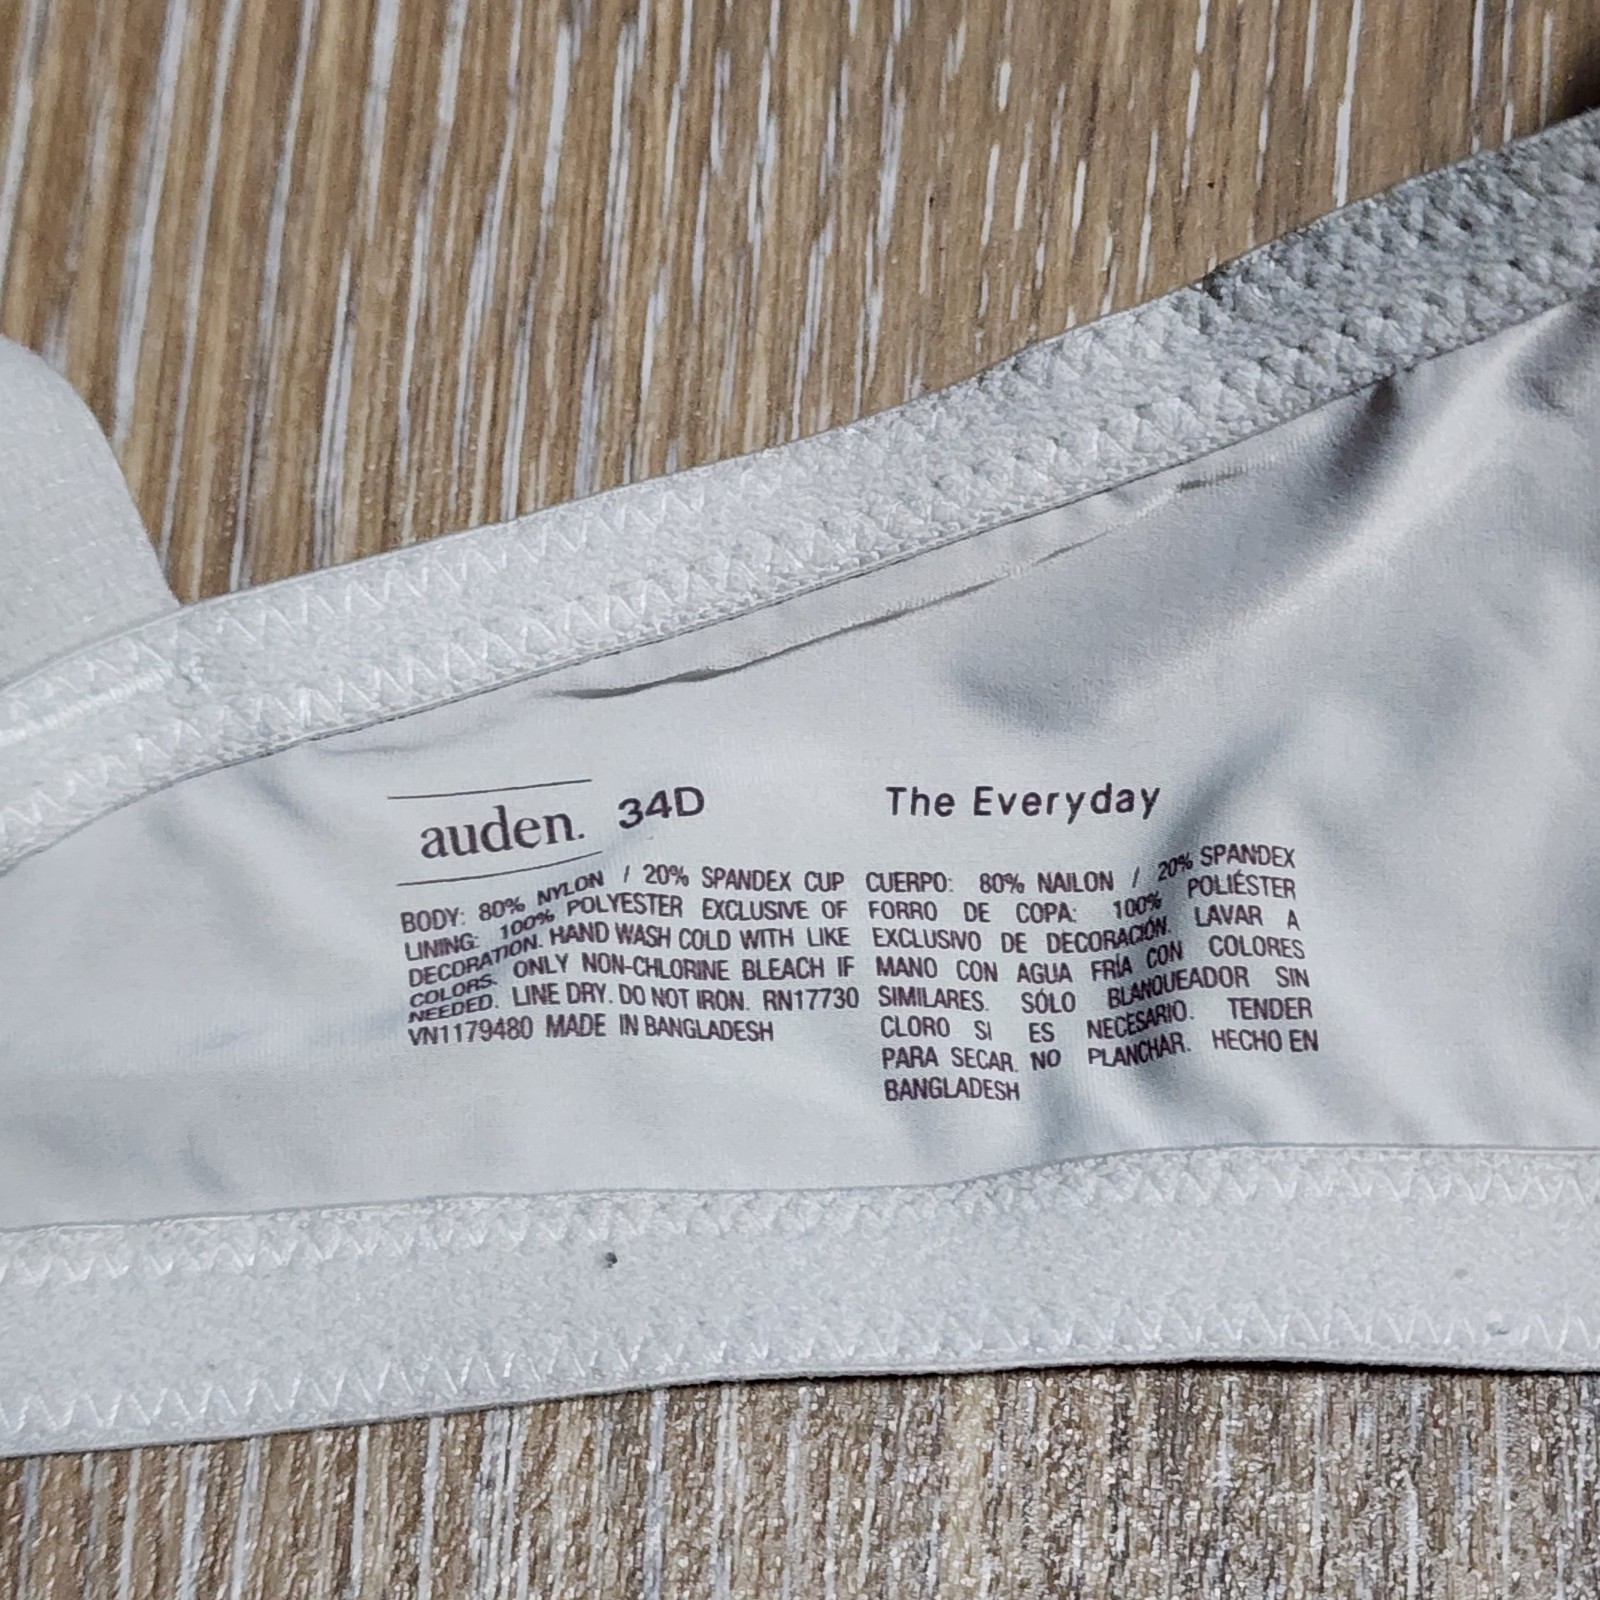 auden. 34D
The Everyday
BODY: 80% NYLON / 20% SPANDEX CUP
LINING: 100% POLYESTER EXCLUSIVE OF
DECORATION. HAND WASH COLD WITH LIKE
COLORS. ONLY NON-CHLORINE BLEACH IF
NEEDED. LINE DRY. DO NOT IRON. RN17730
VN1179480 MADE IN BANGLADESH
CUERPO: 80% NAILON / 20% SPANDEX
FORRO DE COPA: 100% POLIÉSTER
EXCLUSIVO DE DECORACIÓN. LAVAR A
MANO CON AGUA FRÍA CON COLORES
SIMILARES. SÓLO BLANQUEADOR SIN
CLORO SI ES NECESARIO. TENDER
PARA SECAR. NO PLANCHAR. HECHO EN
BANGLADESH